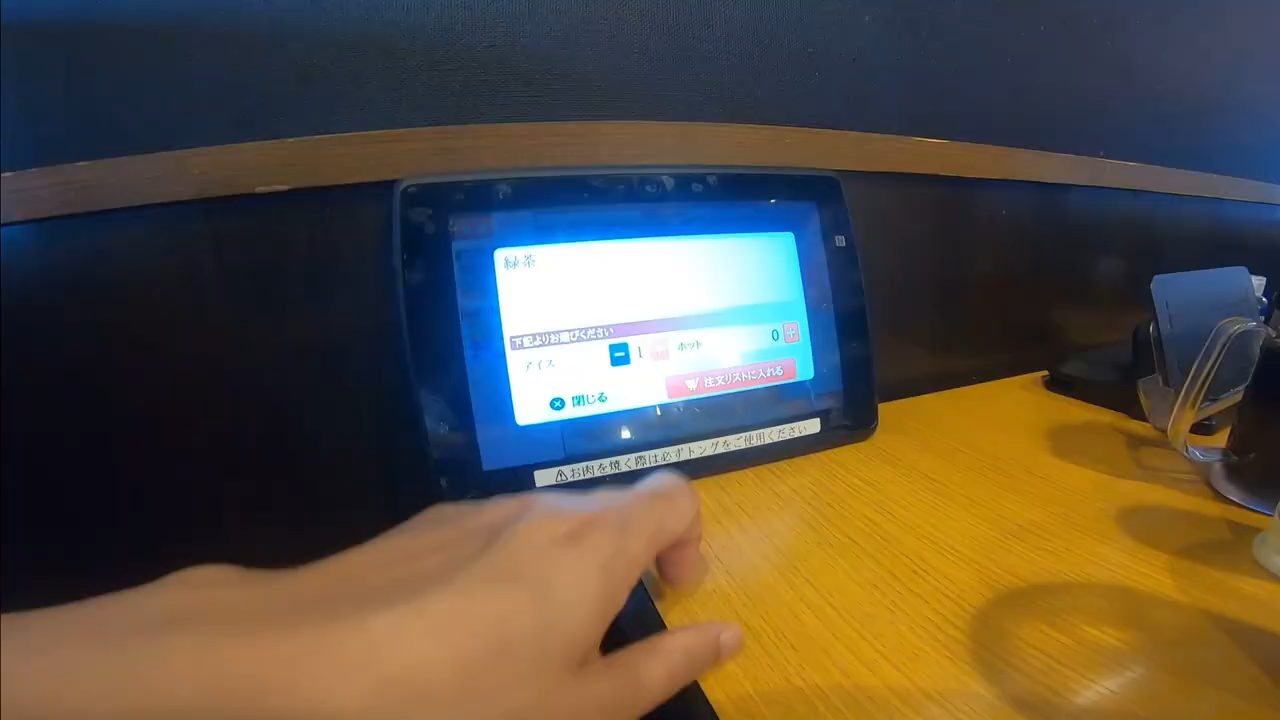 緑茶
下記よりお選びください
アイス
1
ホット
0
閉じる
注文リストに入れる
お肉を焼く際は必ずトングをご使用ください